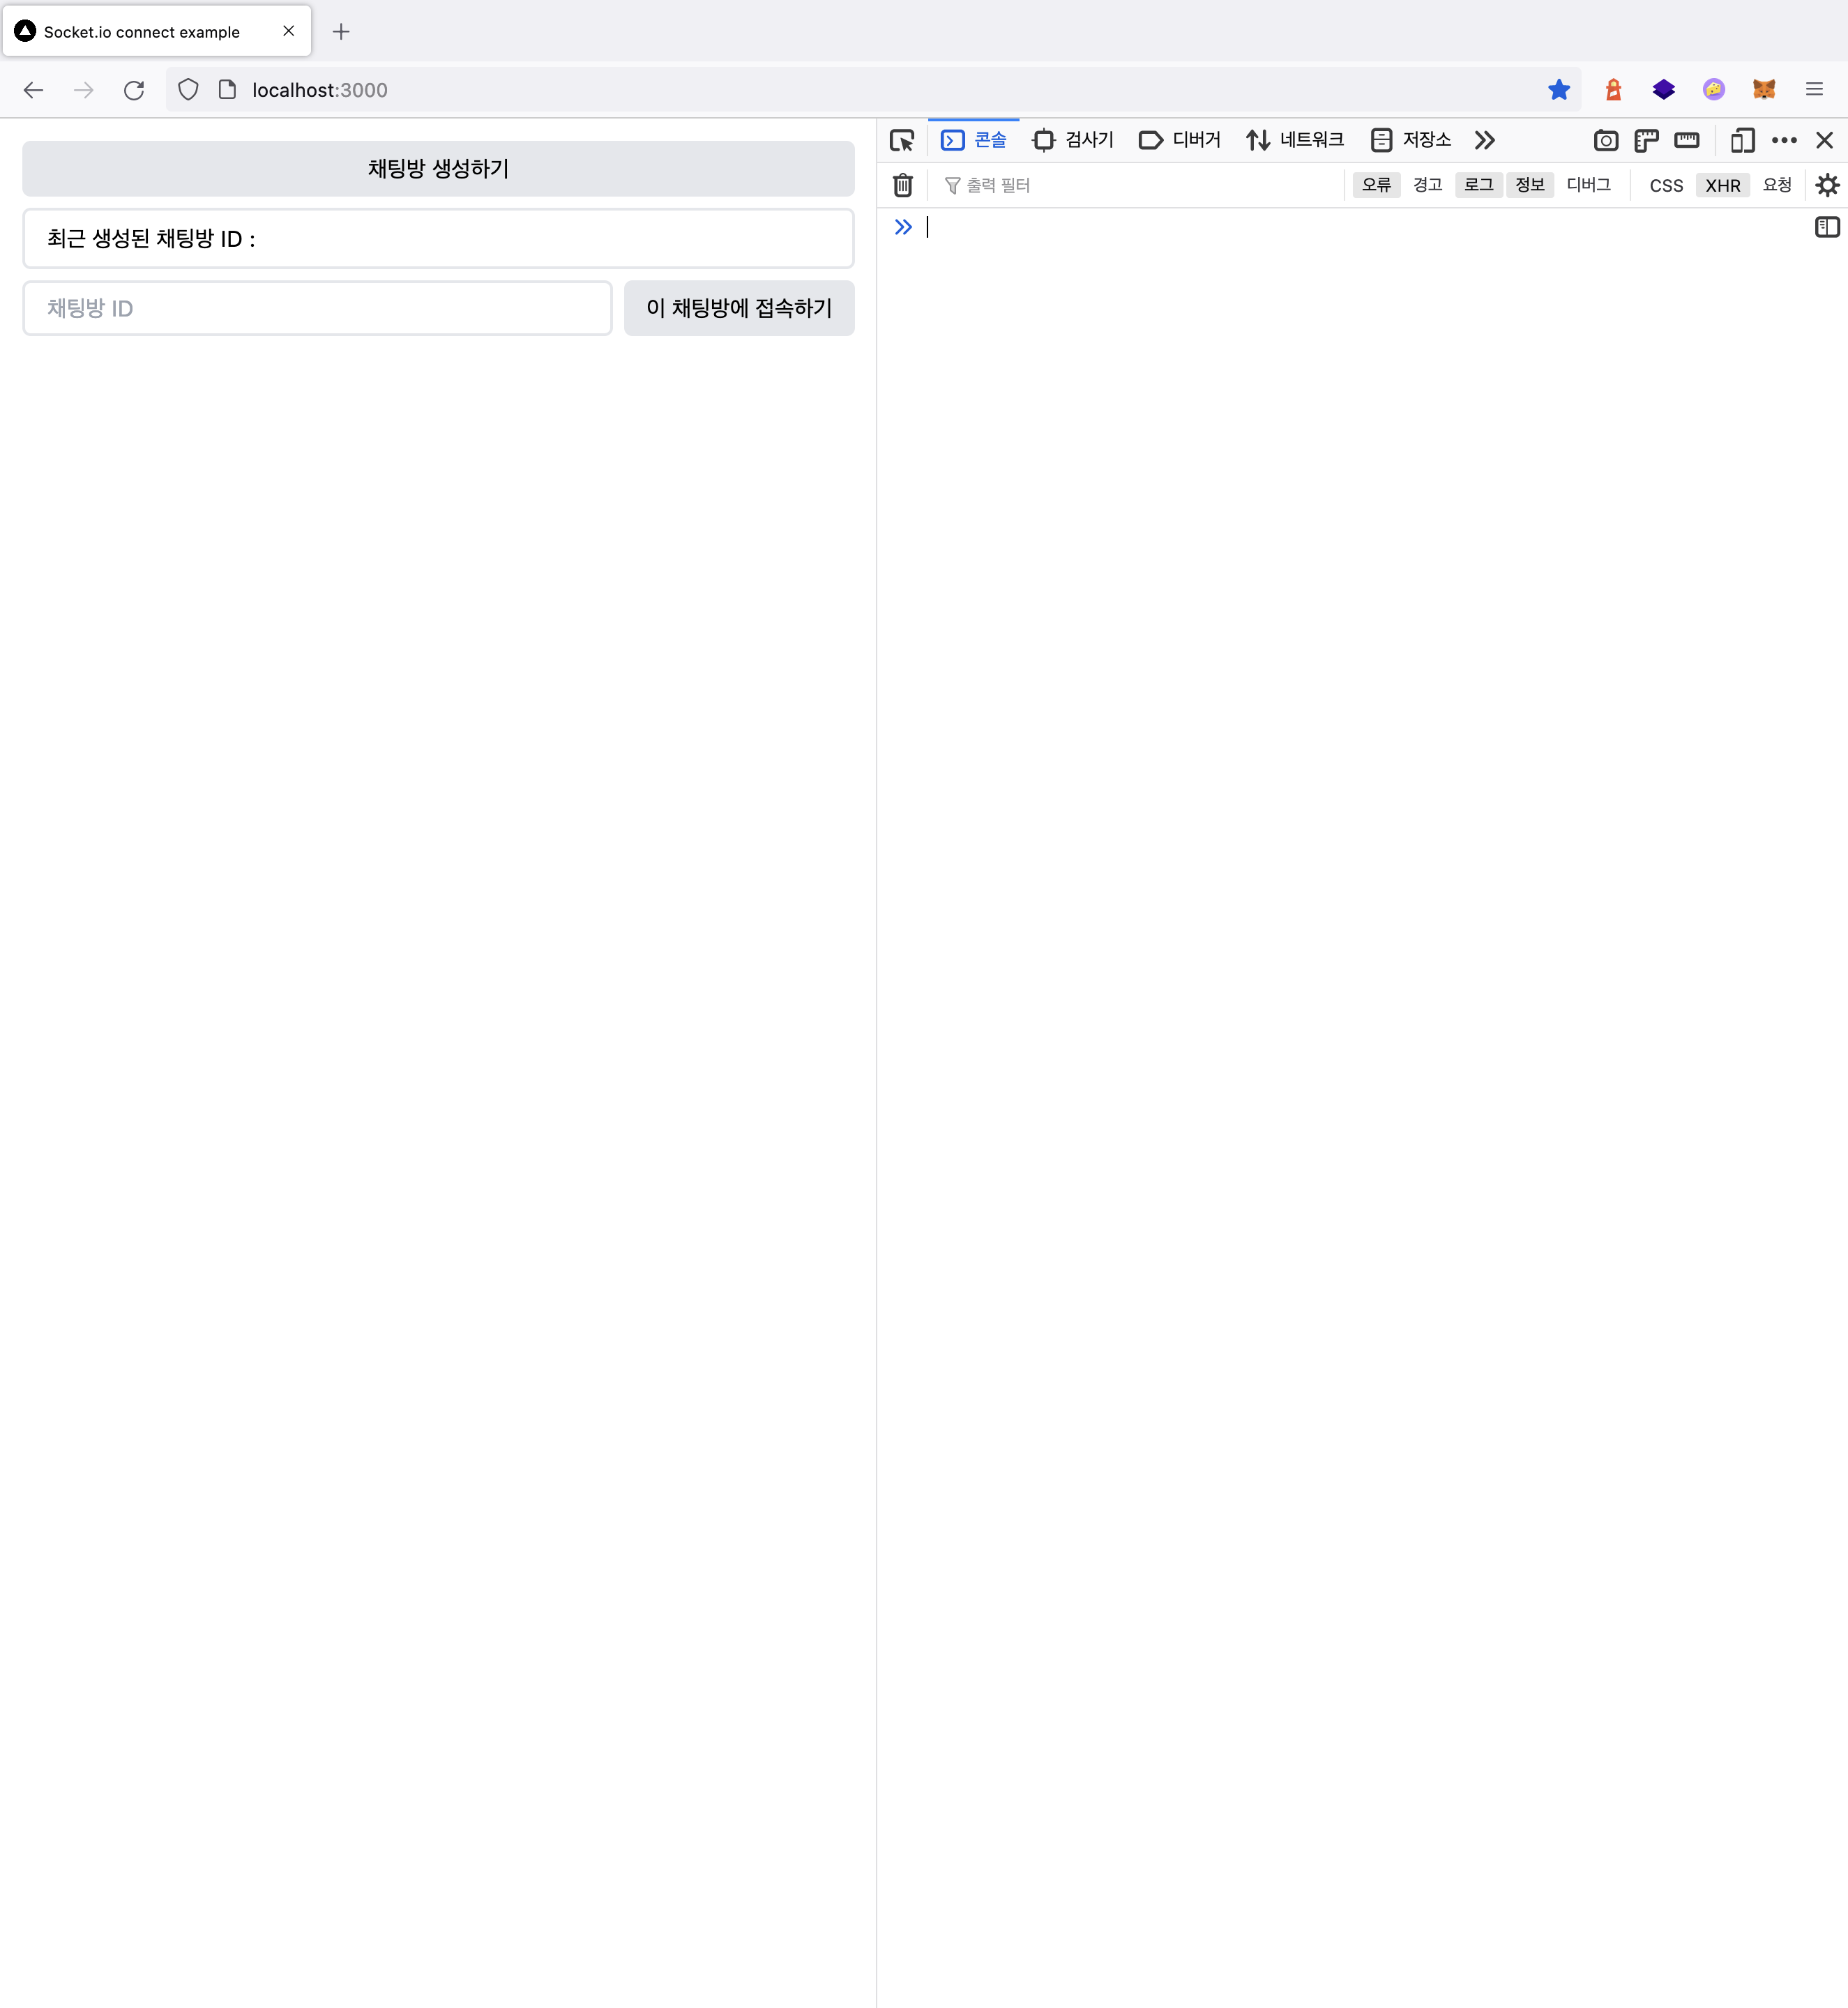 Socket.io connect example
localhost:3000
채팅방 생성하기
최근 생성된 채팅방 ID :
채팅방 ID
이 채팅방에 접속하기
콘솔 검사기 디버거 네트워크 저장소
출력 필터 오류 경고 로그 정보 디버그 CSS XHR 요청